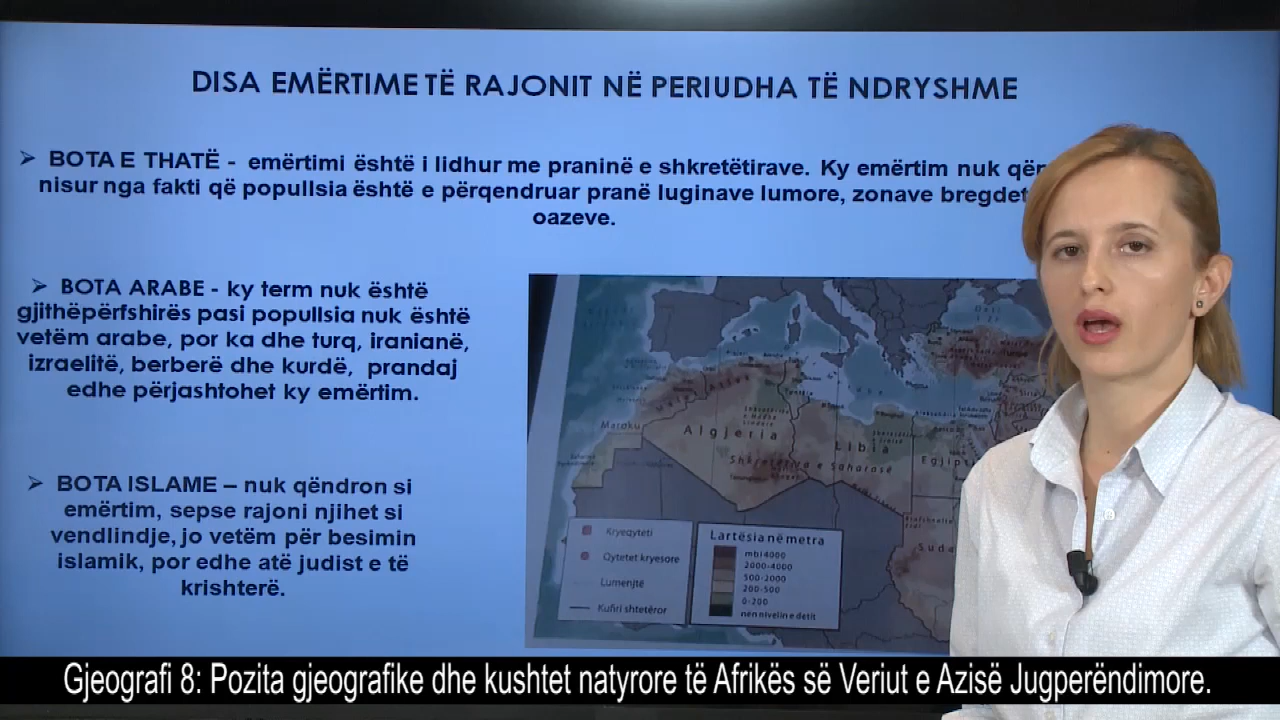 DISA EMËRTIME TË RAJONIT NË PERIUDHA TË NDRYSHME
➢ BOTA E THATË - emërtimi është i lidhur me praninë e shkretëtirave. Ky emërtim nuk
nisur nga fakti që popullsia është e përqendruar pranë luginave lumore, zonave
oazeve.
➢ BOTA ARABE - ky term nuk është
gjithëpërfshirës pasi popullsia nuk është
vetëm arabe, por ka dhe turq, iranianë,
izraelitë, berberë dhe kurdë, prandaj
edhe përjashtohet ky emërtim.
➢ BOTA ISLAME – nuk qëndron si
emërtim, sepse rajoni njihet si
vendlindje, jo vetëm për besimin
islamik, por edhe atë judist e të
krishterë.
Maroku
Algjeria
Libia
Shkretëtira e Saharasë
Kryeqyteti
Qytetet kryesore
Lumenjtë
Kufiri shtetëror
Lartësia në metra
mbi 4000
2000-4000
500-2000
200-500
0-200
nën nivelin e detit
Gjeografi 8: Pozita gjeografike dhe kushtet natyrore të Afrikës së Veriut e Azisë Jugperëndimore.